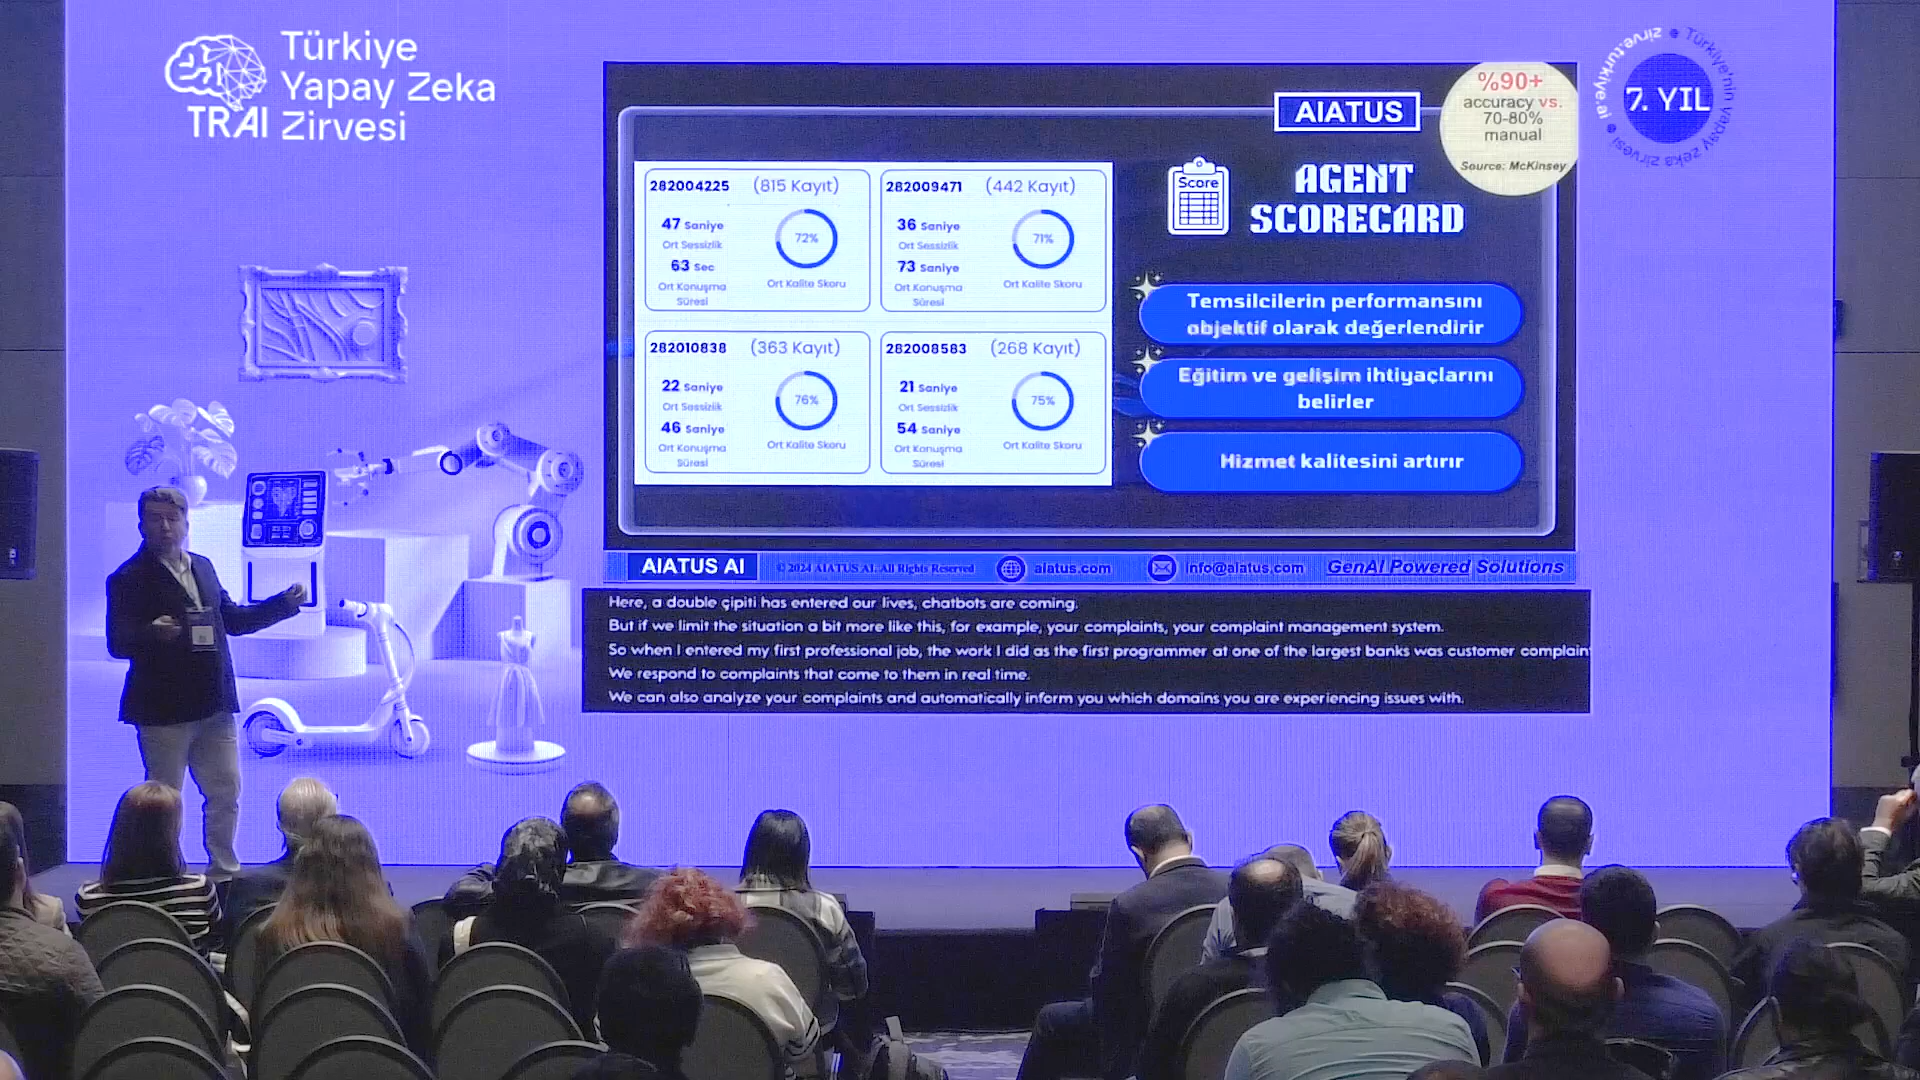 Türkiye
Yapay Zeka
TRAI Zirvesi
zirve.turkiye.ai • Türkiye'nin yapay zeka zirvesi •
7. YIL
AIATUS
%90+
accuracy vs.
70-80%
manual
Source: McKinsey
282004225 (815 Kayıt)
47 Saniye
Ort Sessizlik
63 Sec
Ort Konuşma
Süresi
72%
Ort Kalite Skoru
282009471 (442 Kayıt)
36 Saniye
Ort Sessizlik
73 Saniye
Ort Konuşma
Süresi
71%
Ort Kalite Skoru
282010838 (363 Kayıt)
22 Saniye
Ort Sessizlik
46 Saniye
Ort Konuşma
Süresi
76%
Ort Kalite Skoru
282008583 (268 Kayıt)
21 Saniye
Ort Sessizlik
54 Saniye
Ort Konuşma
Süresi
75%
Ort Kalite Skoru
Score
AGENT
SCORECARD
Temsilcilerin performansını
objektif olarak değerlendirir
Eğitim ve gelişim ihtiyaçlarını
belirler
Hizmet kalitesini artırır
AIATUS AI
© 2024 AIATUS AI. All Rights Reserved
aiatus.com
info@aiatus.com
GenAI Powered Solutions
Here, a double çipiti has entered our lives, chatbots are coming.
But if we limit the situation a bit more like this, for example, your complaints, your complaint management system.
So when I entered my first professional job, the work I did as the first programmer at one of the largest banks was customer complain
We respond to complaints that come to them in real time.
We can also analyze your complaints and automatically inform you which domains you are experiencing issues with.